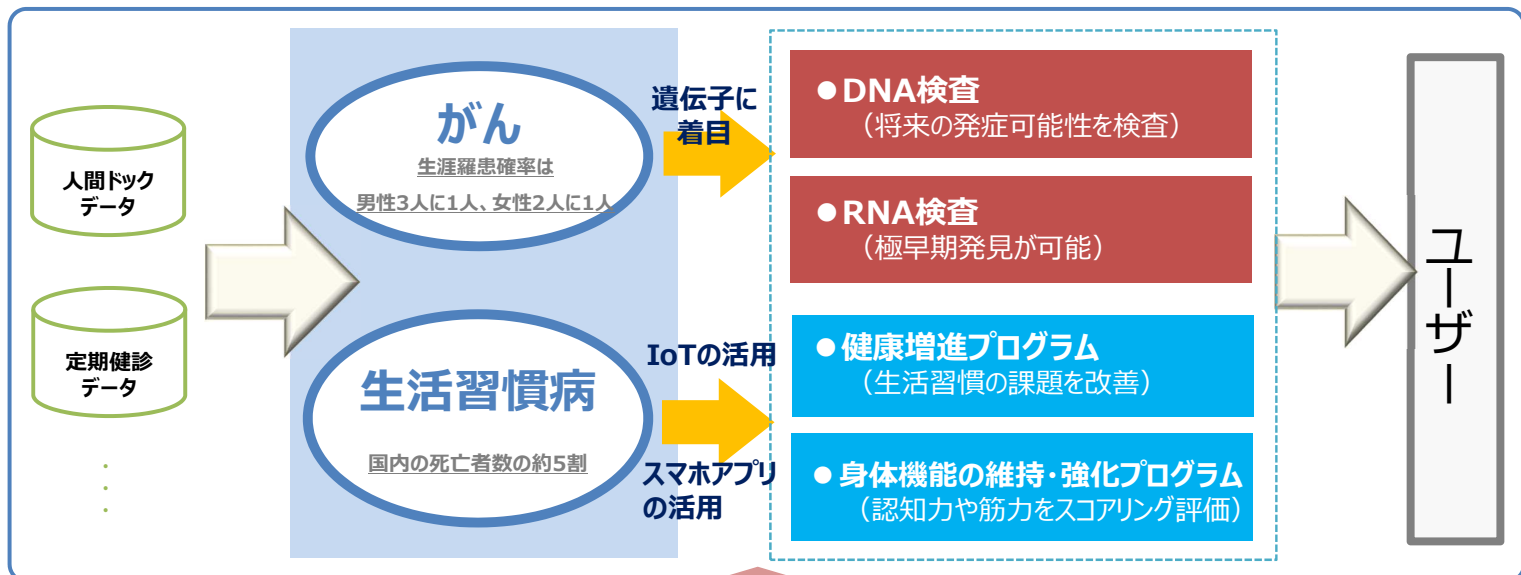 人間ドック
データ
定期健診
データ
・
・
・
がん
生涯羅患確率は
男性3人に1人、女性2人に1人
生活習慣病
国内の死亡者数の約5割
遺伝子に
着目
IoTの活用
スマホアプリ
の活用
●DNA検査
（将来の発症可能性を検査）
●RNA検査
（極早期発見が可能）
●健康増進プログラム
（生活習慣の課題を改善）
●身体機能の維持・強化プログラム
（認知力や筋力をスコアリング評価）
ユーザー